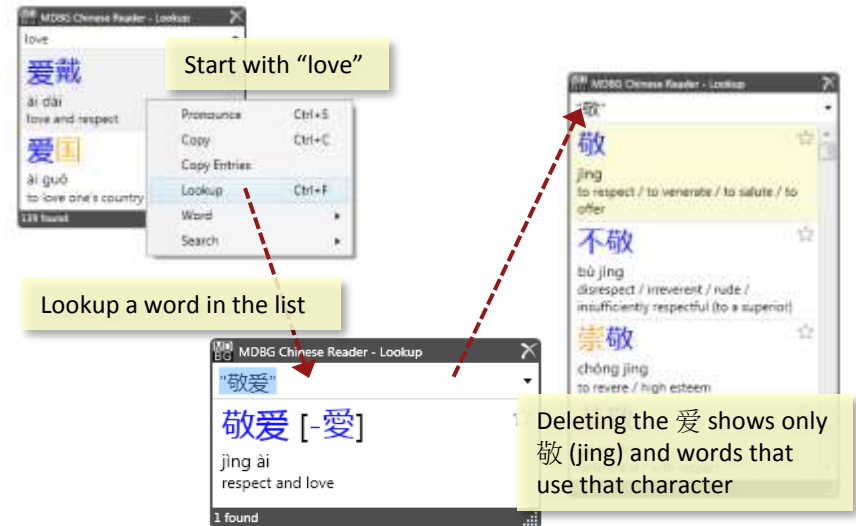 MDBG Chinese Reader - Lookup
love
Start with “love”
爱戴
ài dài
love and respect
爱国
ài guó
to love one's country
139 found
Pronounce Ctrl+S
Copy Ctrl+C
Copy Entries
Lookup Ctrl+F
Word
Search
Lookup a word in the list
MDBG Chinese Reader - Lookup
"敬爱"
敬爱 [-愛]
jìng ài
respect and love
1 found
MDBG Chinese Reader - Lookup
"敬"
敬
jìng
to respect / to venerate / to salute / to
offer
不敬
bù jìng
disrespect / irreverent / rude /
insufficiently respectful (to a superior)
崇敬
chóng jìng
to revere / high esteem
Deleting the 爱 shows only
敬 (jing) and words that
use that character